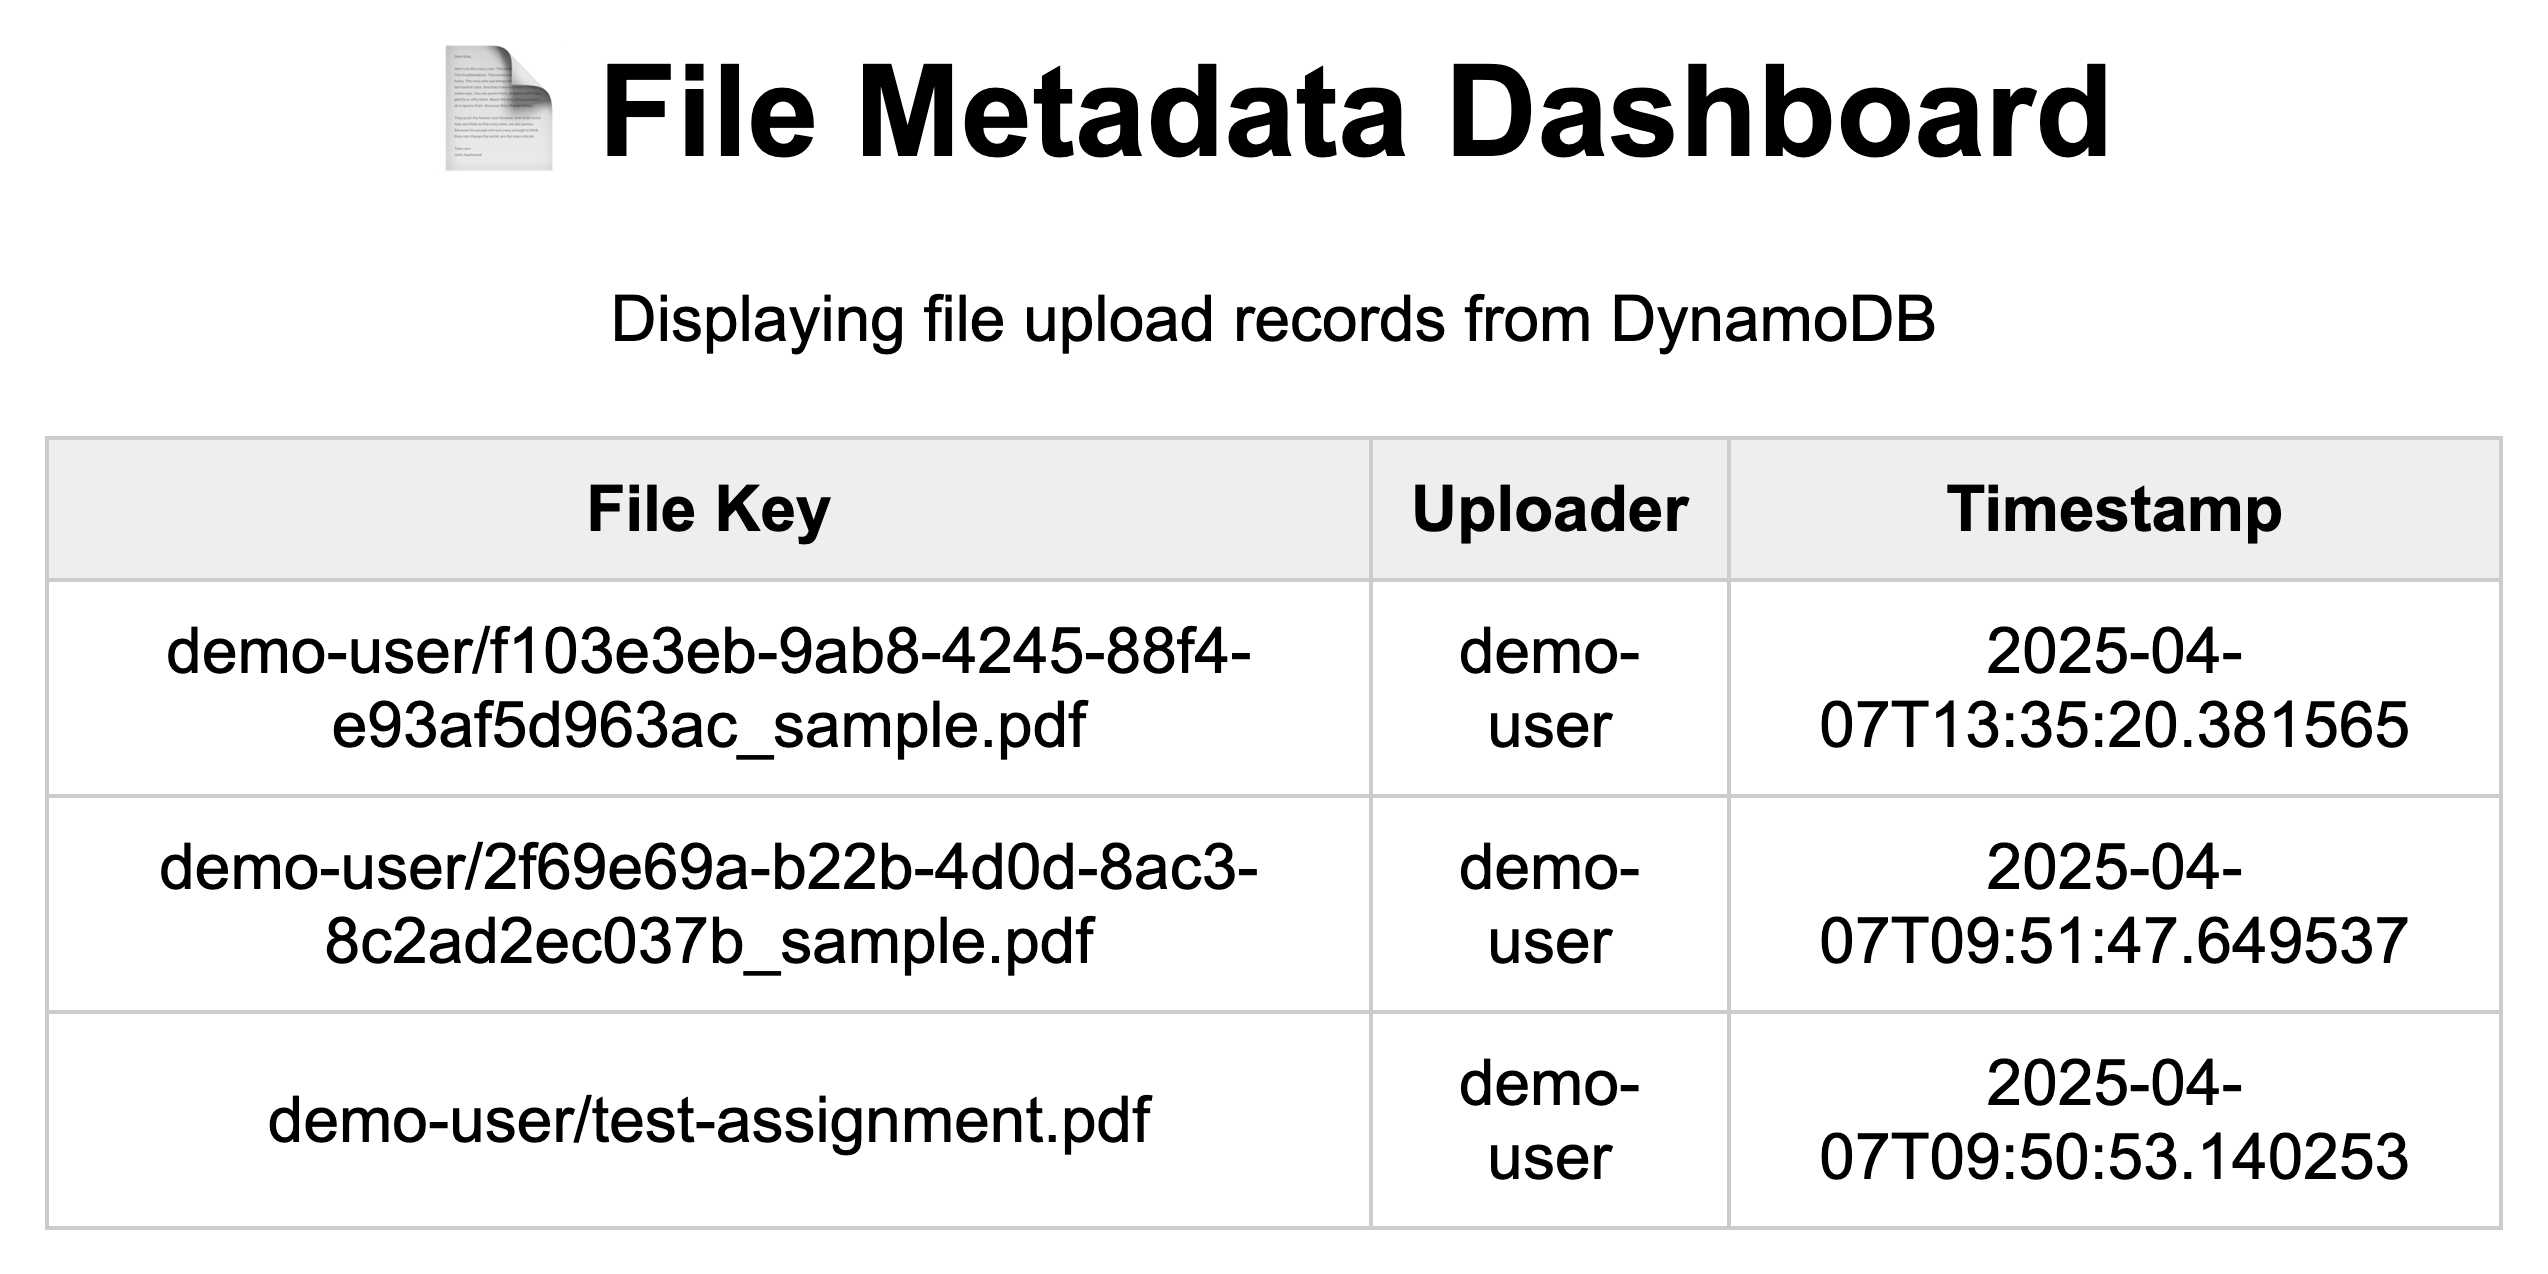 File Metadata Dashboard
Displaying file upload records from DynamoDB
File Key Uploader Timestamp
demo-user/f103e3eb-9ab8-4245-88f4-
e93af5d963ac_sample.pdf
demo-
user
2025-04-
07T13:35:20.381565
demo-user/2f69e69a-b22b-4d0d-8ac3-
8c2ad2ec037b_sample.pdf
demo-
user
2025-04-
07T09:51:47.649537
demo-user/test-assignment.pdf
demo-
user
2025-04-
07T09:50:53.140253